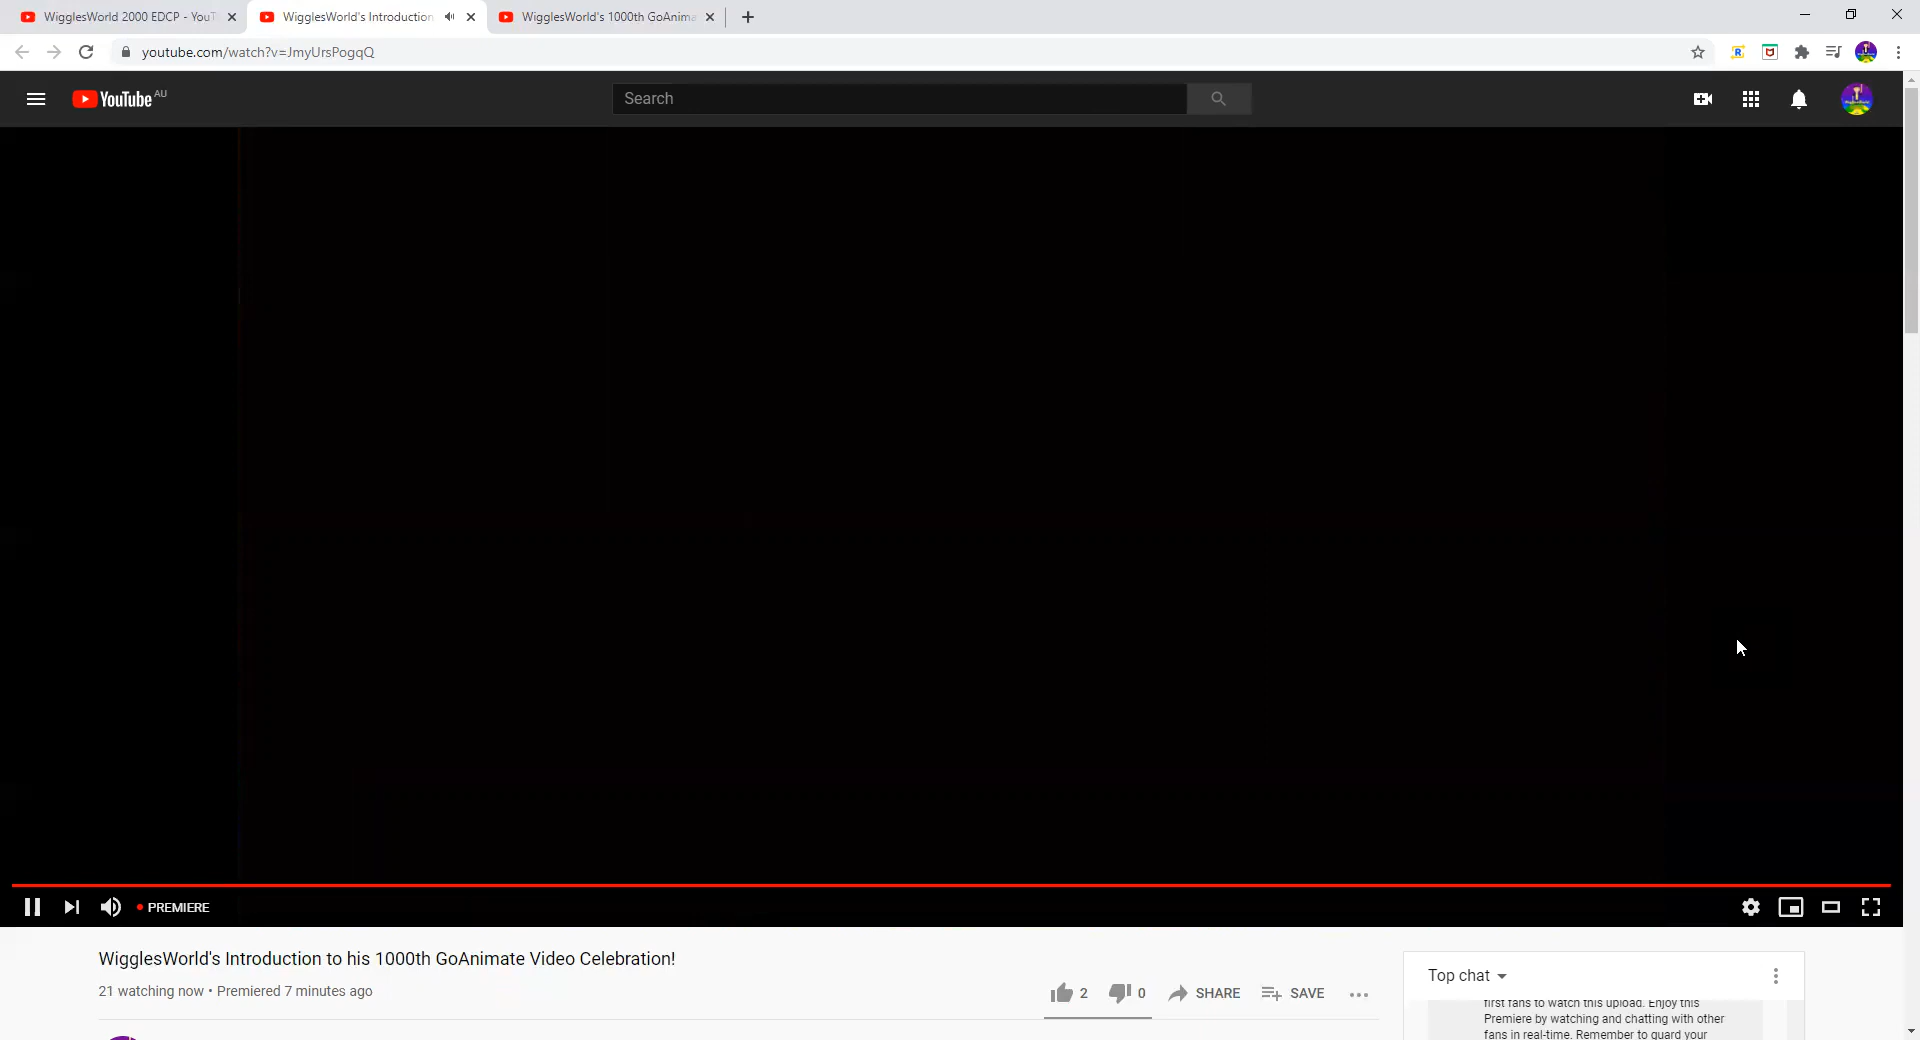 WigglesWorld 2000 EDCP - YouT
WigglesWorld's Introduction
WigglesWorld's 1000th GoAnima
youtube.com/watch?v=JmyUrsPogqQ
YouTube AU
Search
PREMIERE
WigglesWorld's Introduction to his 1000th GoAnimate Video Celebration!
21 watching now • Premiered 7 minutes ago
2
0
SHARE
SAVE
Top chat
first fans to watch this upload. Enjoy this
Premiere by watching and chatting with other
fans in real-time. Remember to guard your